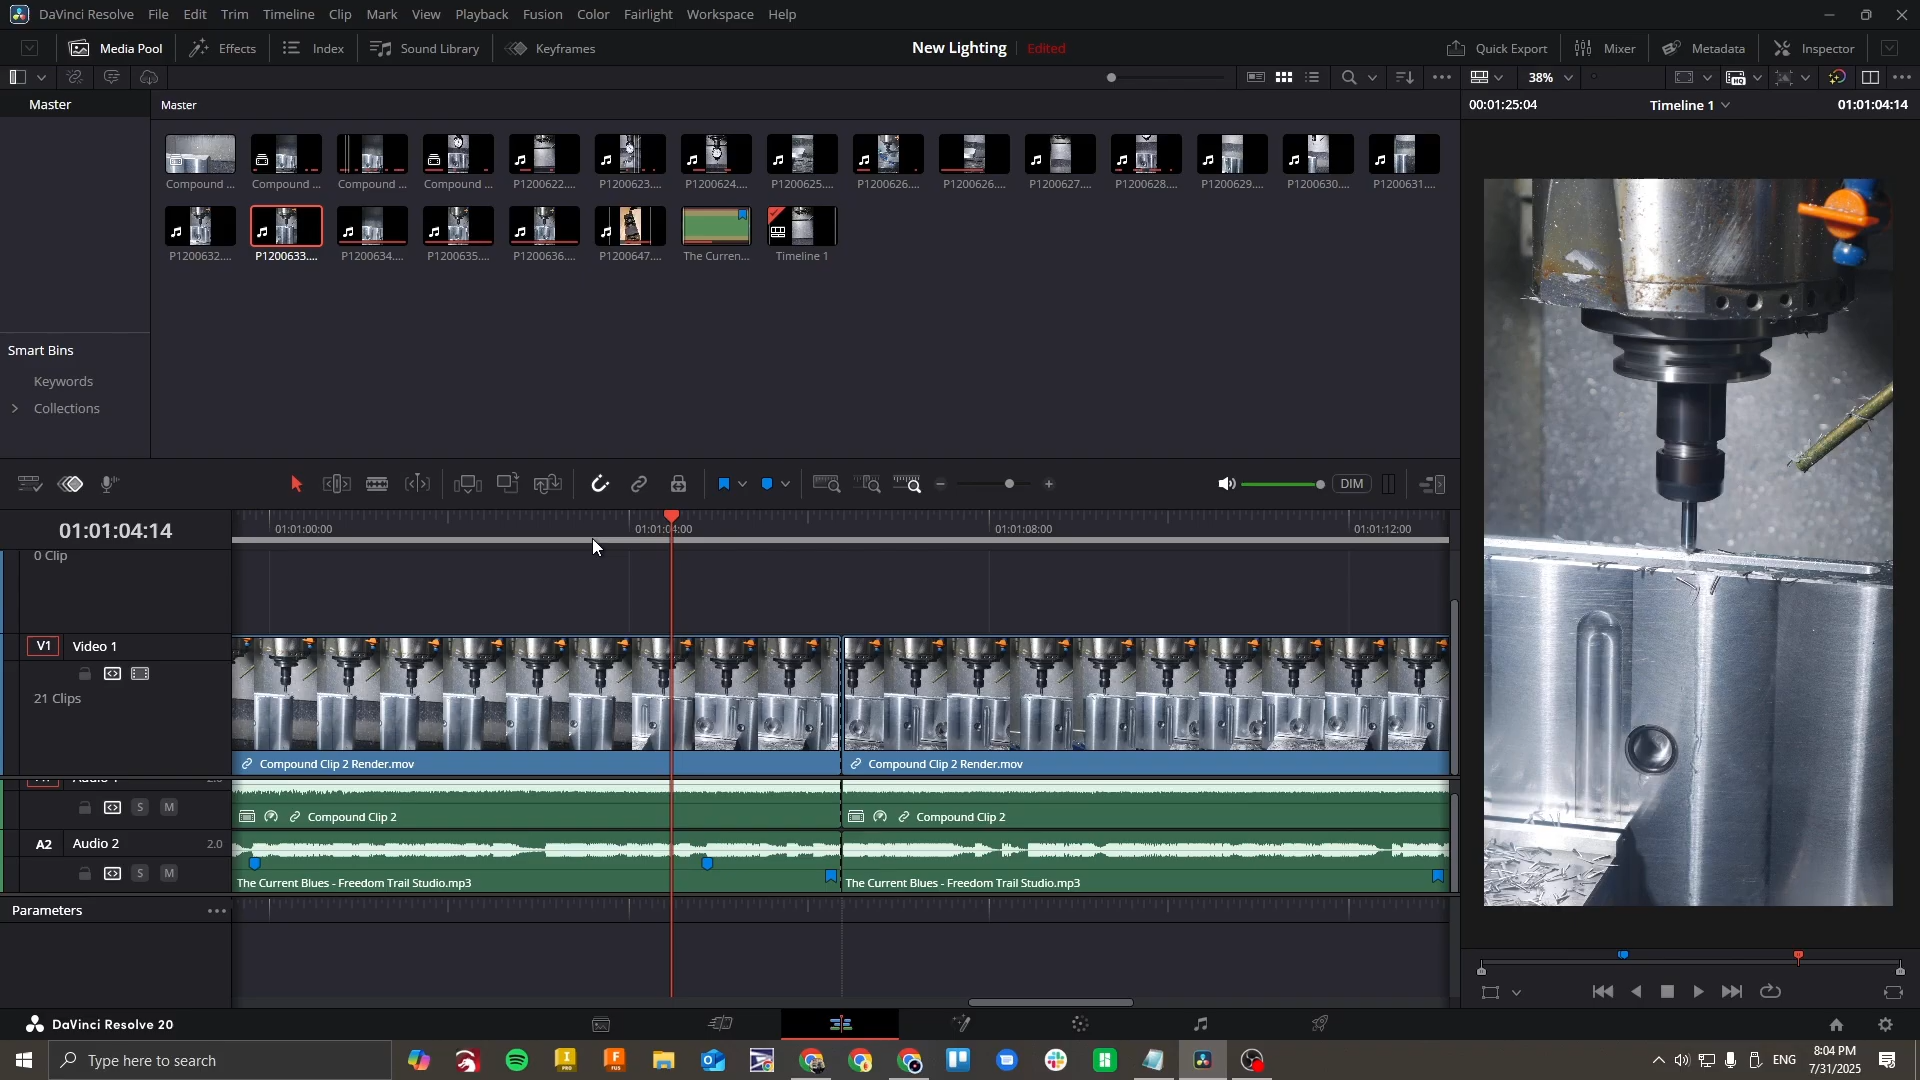 DaVinci Resolve File Edit Trim Timeline Clip Mark View Playback Fusion Color Fairlight Workspace Help
Media Pool Effects Index Sound Library Keyframes New Lighting Edited Quick Export Mixer Metadata Inspector
38%
Master Master 00:01:25:04 Timeline 1 01:01:04:14
Compound ... Compound ... Compound ... Compound ... P1200622.... P1200623.... P1200624.... P1200625.... P1200626.... P1200626.... P1200627.... P1200628.... P1200629.... P1200630.... P1200631....
P1200632.... P1200633.... P1200634.... P1200635.... P1200636.... P1200647.... The Curren... Timeline 1
Smart Bins
Keywords
Collections
DIM
01:01:04:14 01:01:00:00 01:01:04:00 01:01:08:00 01:01:12:00
0 Clip
V1 Video 1
21 Clips
Compound Clip 2 Render.mov Compound Clip 2 Render.mov
S M Compound Clip 2 Compound Clip 2
A2 Audio 2 2.0
S M The Current Blues - Freedom Trail Studio.mp3 The Current Blues - Freedom Trail Studio.mp3
Parameters
DaVinci Resolve 20
Type here to search ENG 8:04 PM
7/31/2025